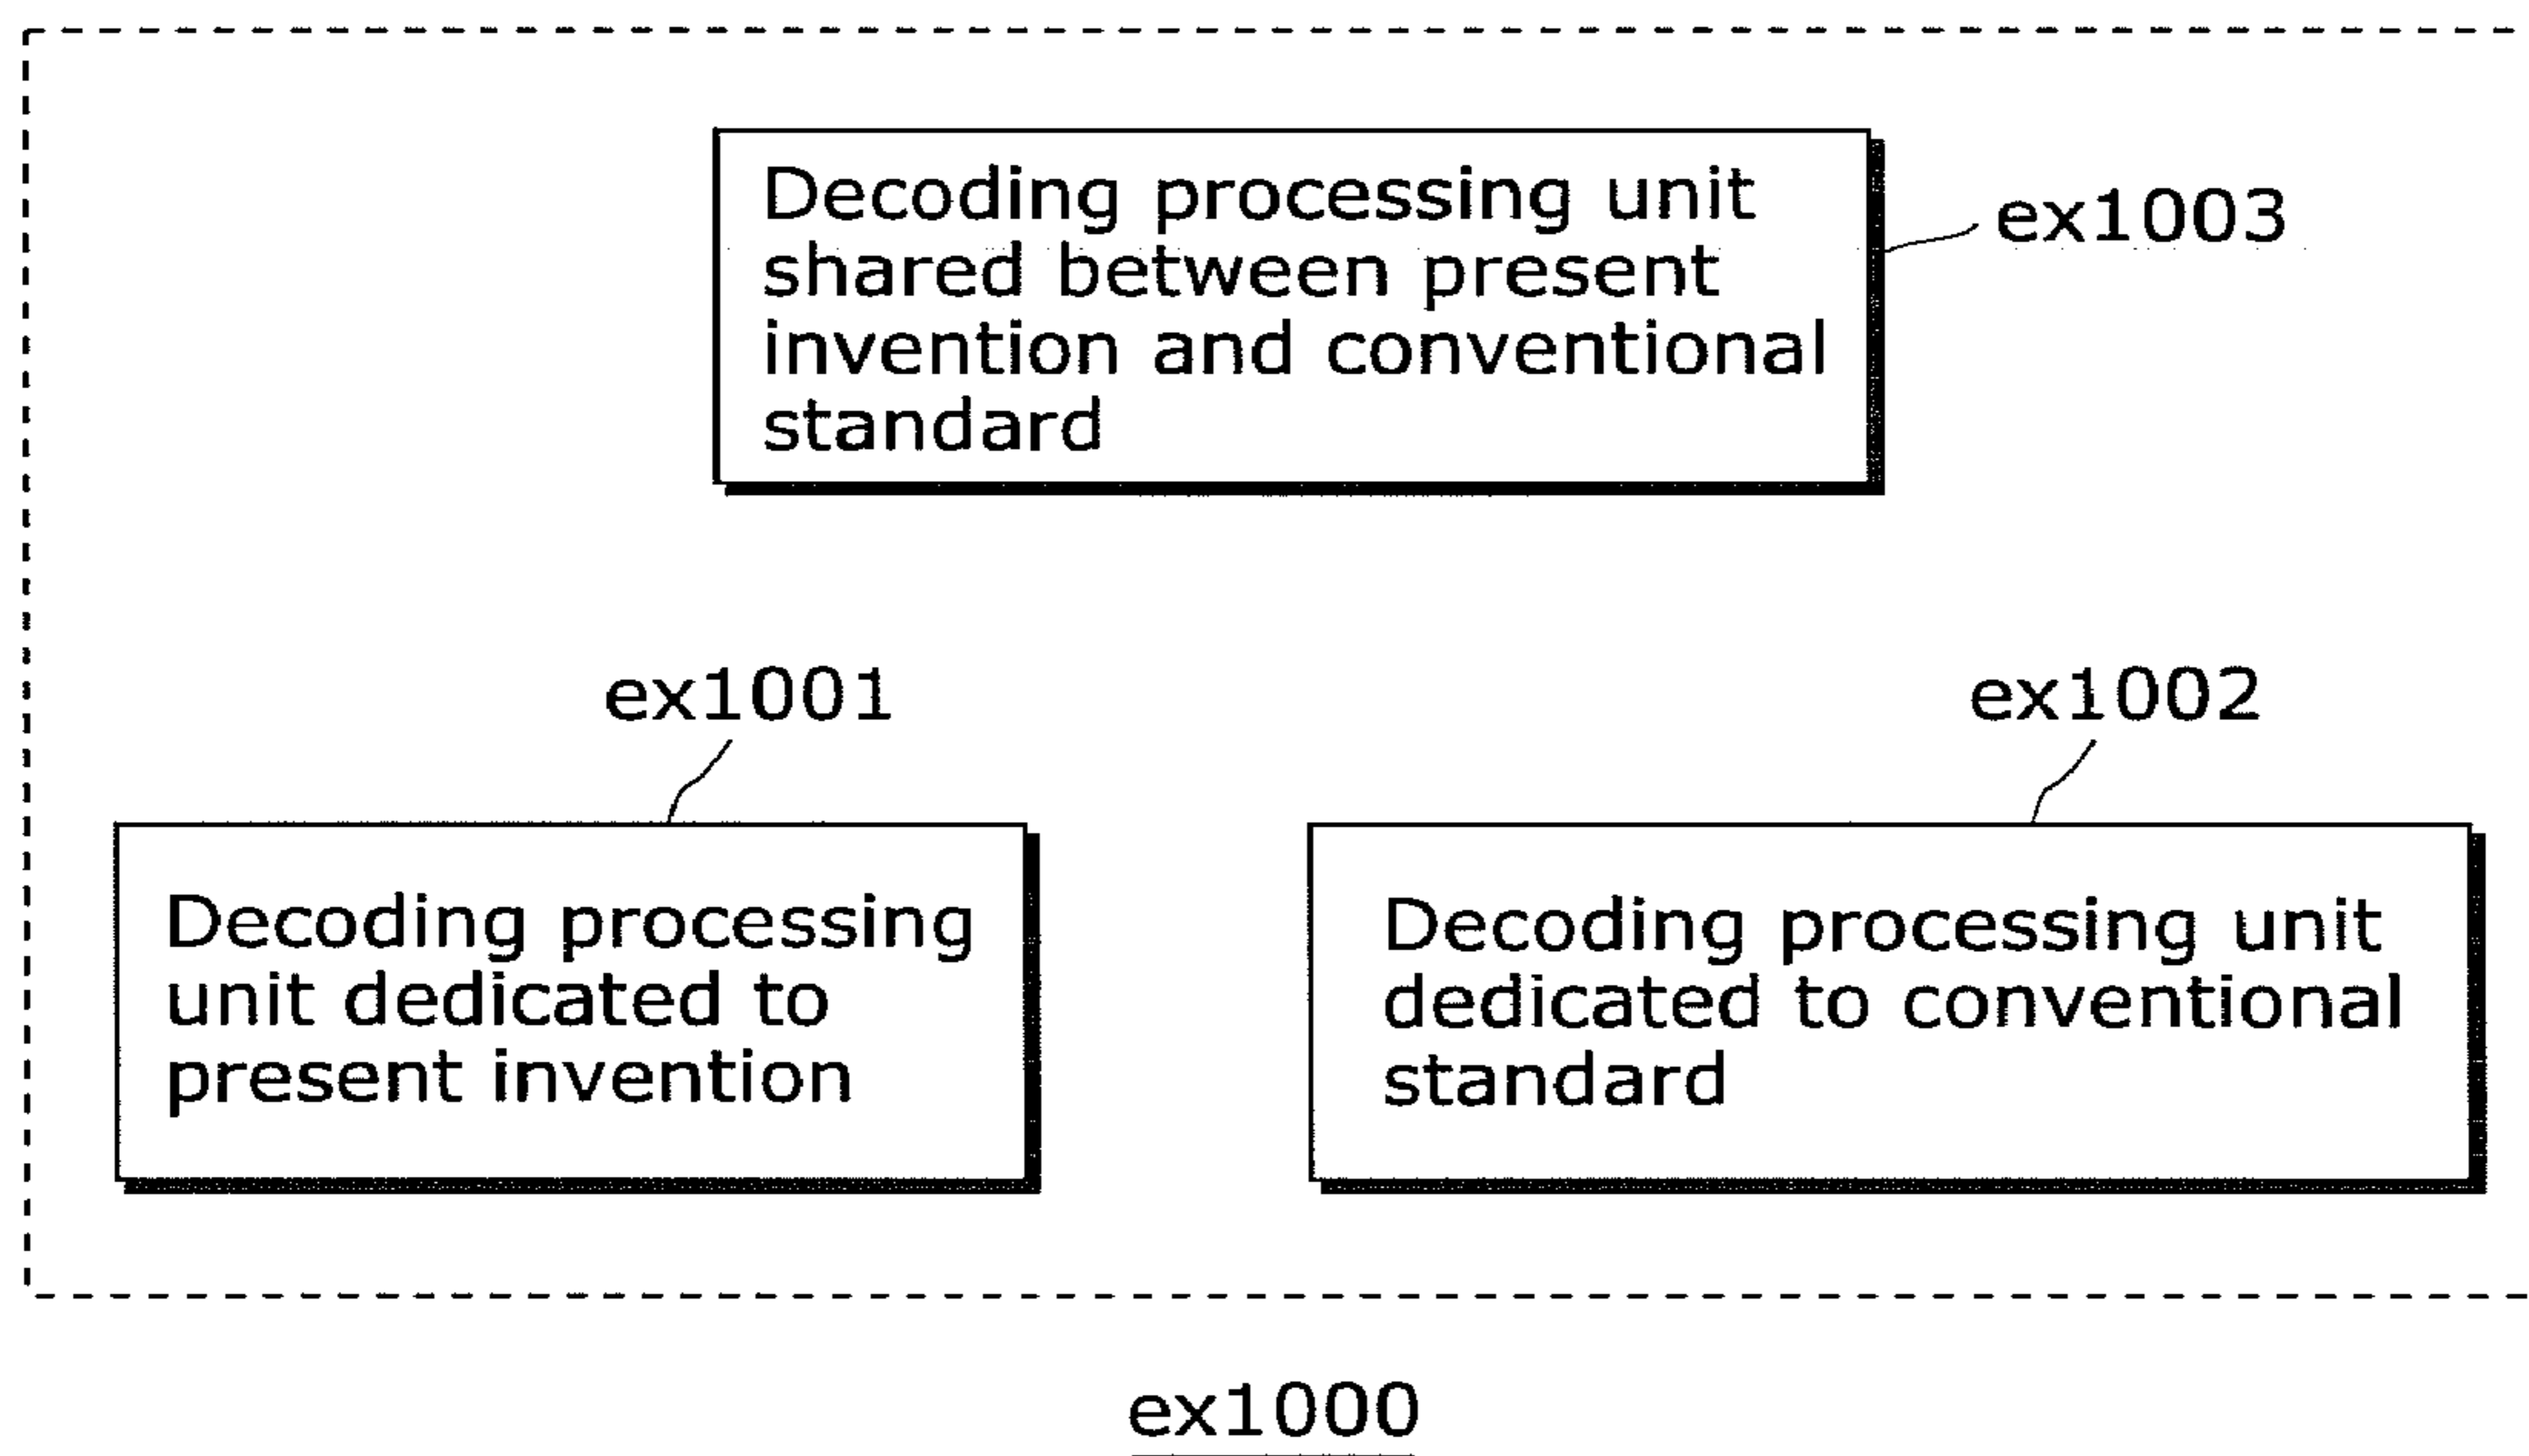 Decoding processing unit
shared between present
invention and conventional
standard
ex1003
ex1001
ex1002
Decoding processing
unit dedicated to
present invention
Decoding processing unit
dedicated to conventional
standard
ex1000